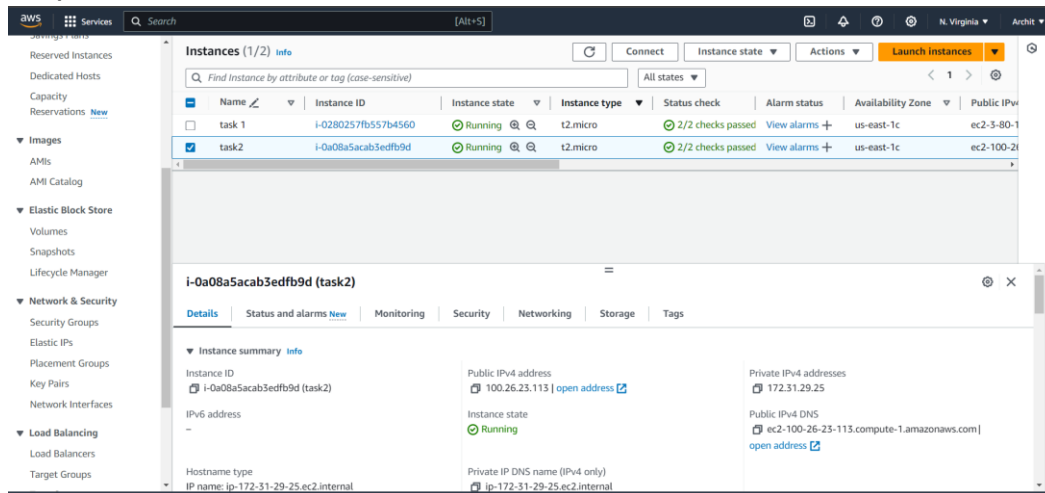 aws Services Search [Alt+S] N. Virginia Archit
Reserved Instances
Dedicated Hosts
Capacity
Reservations New
Images
AMIs
AMI Catalog
Elastic Block Store
Volumes
Snapshots
Lifecycle Manager
Network & Security
Security Groups
Elastic IPs
Placement Groups
Key Pairs
Network Interfaces
Load Balancing
Load Balancers
Target Groups
Instances (1/2) Info Connect Instance state Actions Launch instances
Find Instance by attribute or tag (case-sensitive) All states 1
Name Instance ID Instance state Instance type Status check Alarm status Availability Zone Public IPv4
task 1 i-0280257fb557b4560 Running t2.micro 2/2 checks passed View alarms + us-east-1c ec2-3-80-1
task2 i-0a08a5acab3edfb9d Running t2.micro 2/2 checks passed View alarms + us-east-1c ec2-100-26
i-0a08a5acab3edfb9d (task2)
Details Status and alarms New Monitoring Security Networking Storage Tags
Instance summary Info
Instance ID Public IPv4 address Private IPv4 addresses
i-0a08a5acab3edfb9d (task2) 100.26.23.113 | open address 172.31.29.25
IPv6 address Instance state Public IPv4 DNS
– Running ec2-100-26-23-113.compute-1.amazonaws.com |
open address
Hostname type Private IP DNS name (IPv4 only)
IP name: ip-172-31-29-25.ec2.internal ip-172-31-29-25.ec2.internal